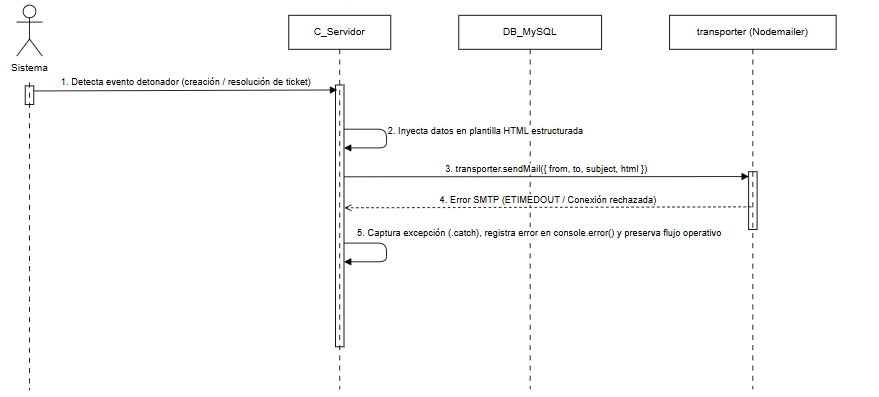 C_Servidor
DB_MySQL
transporter (Nodemailer)
Sistema
1. Detecta evento detonador (creación / resolución de ticket)
2. Inyecta datos en plantilla HTML estructurada
3. transporter.sendMail({ from, to, subject, html })
4. Error SMTP (ETIMEDOUT / Conexión rechazada)
5. Captura excepción (.catch), registra error en console.error() y preserva flujo operativo